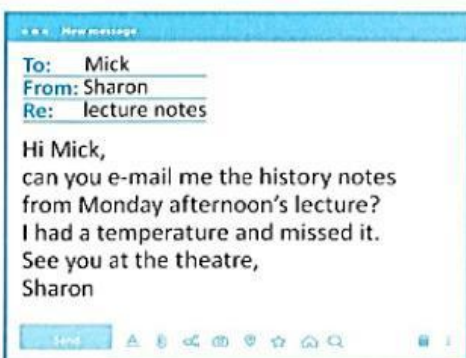 New message
To: Mick
From: Sharon
Re: lecture notes
Hi Mick,
can you e-mail me the history notes
from Monday afternoon's lecture?
I had a temperature and missed it.
See you at the theatre,
Sharon
Send